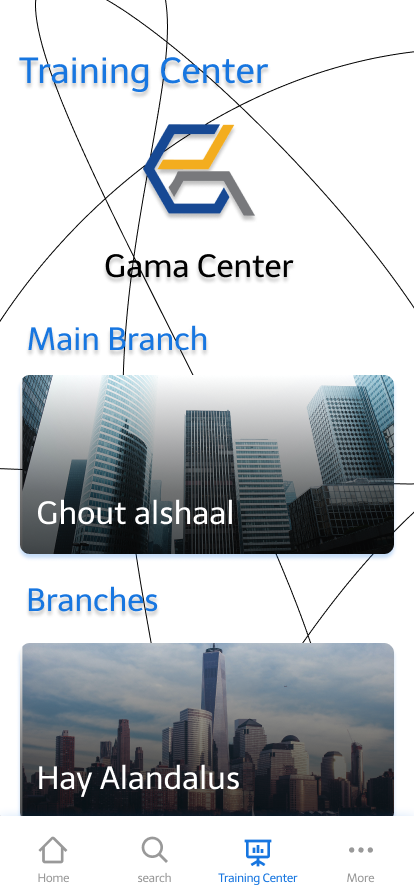 Training Center
Gama Center
Main Branch
Ghout alshaal
Branches
Hay Alandalus
Home
search
Training Center
More